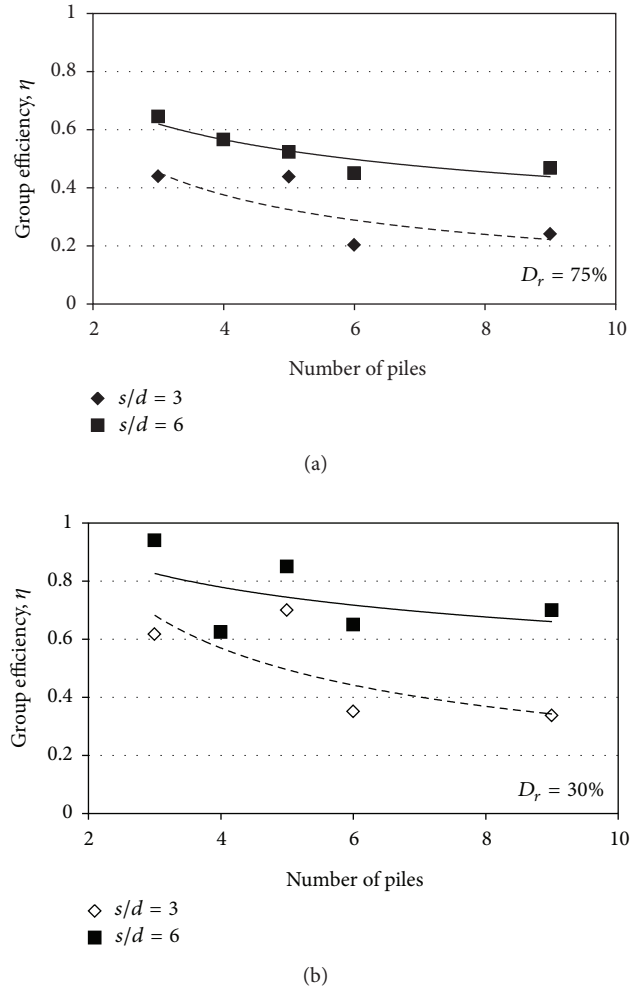 1
0.8
0.6
0.4
0.2
0
Group efficiency, η
D_r = 75%
2 4 6 8 10
Number of piles
s/d = 3
s/d = 6
(a)
1
0.8
0.6
0.4
0.2
0
Group efficiency, η
D_r = 30%
2 4 6 8 10
Number of piles
s/d = 3
s/d = 6
(b)